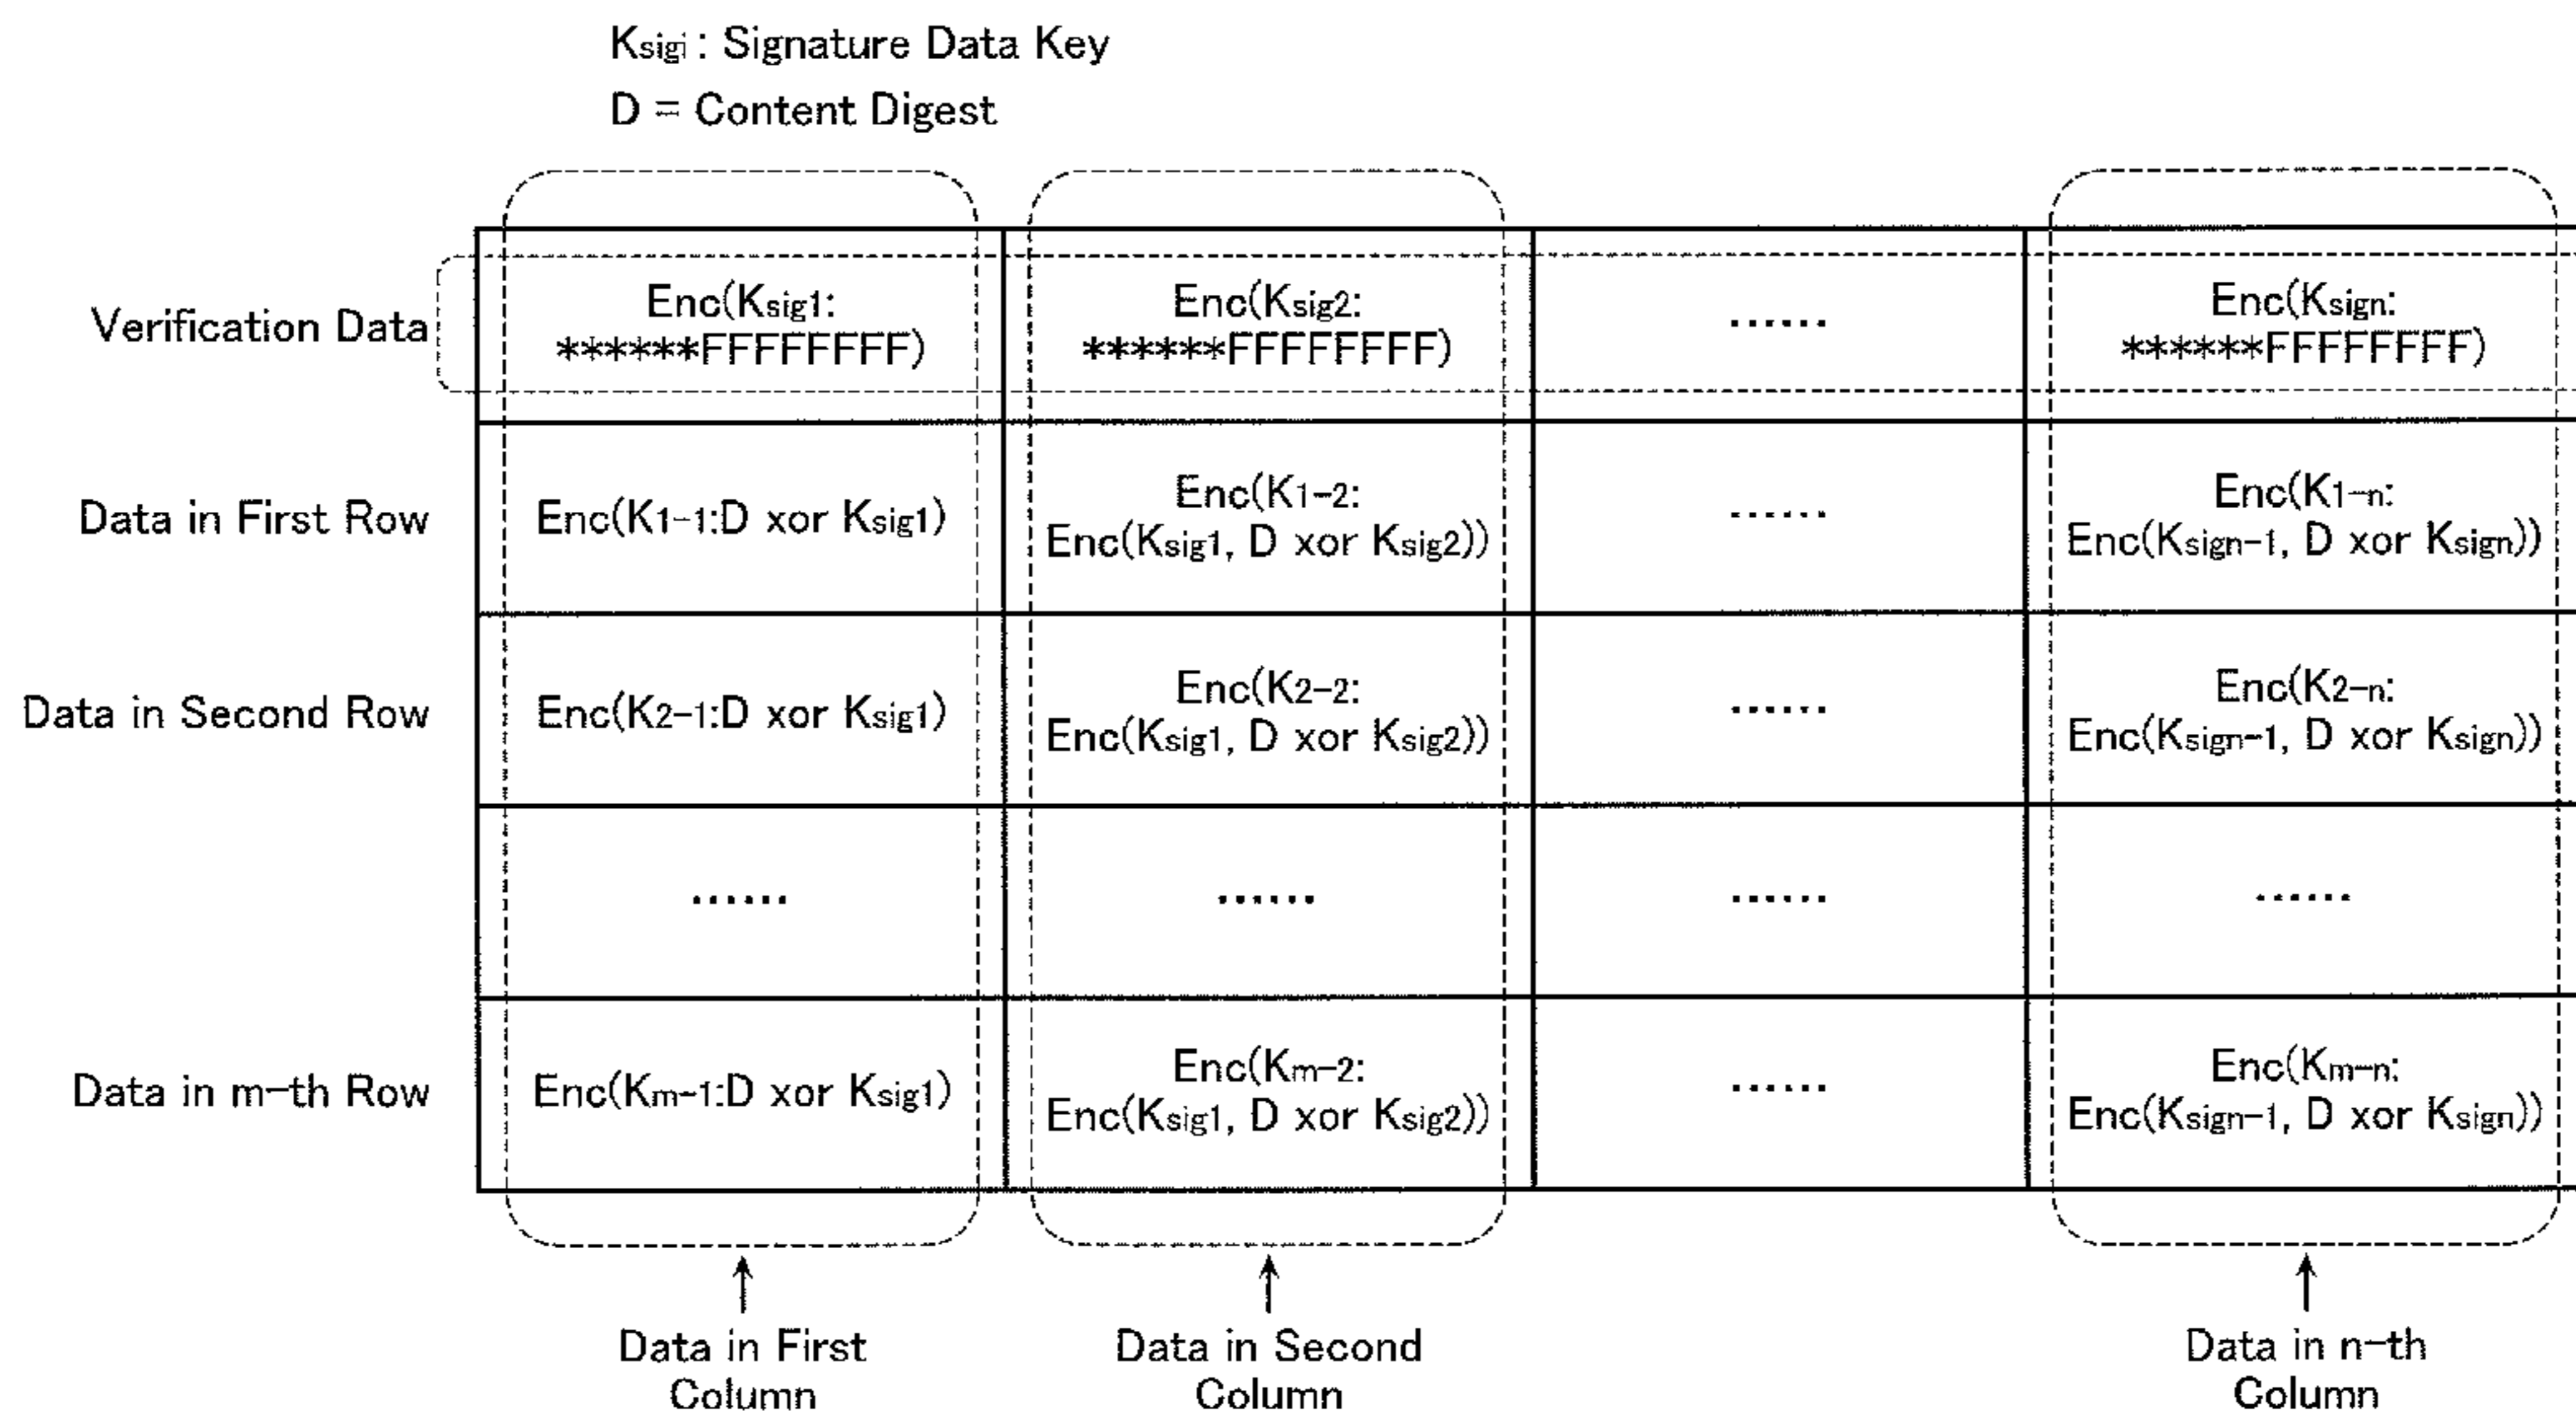 Ksigi : Signature Data Key
D = Content Digest
Verification Data
Enc(Ksig1:
******FFFFFFFF)
Enc(Ksig2:
******FFFFFFFF)
......
Enc(Ksign:
******FFFFFFFF)
Data in First Row
Enc(K1-1:D xor Ksig1)
Enc(K1-2:
Enc(Ksig1, D xor Ksig2))
......
Enc(K1-n:
Enc(Ksign-1, D xor Ksign))
Data in Second Row
Enc(K2-1:D xor Ksig1)
Enc(K2-2:
Enc(Ksig1, D xor Ksig2))
......
Enc(K2-n:
Enc(Ksign-1, D xor Ksign))
......
......
......
......
Data in m-th Row
Enc(Km-1:D xor Ksig1)
Enc(Km-2:
Enc(Ksig1, D xor Ksig2))
......
Enc(Km-n:
Enc(Ksign-1, D xor Ksign))
Data in First
Column
Data in Second
Column
Data in n-th
Column